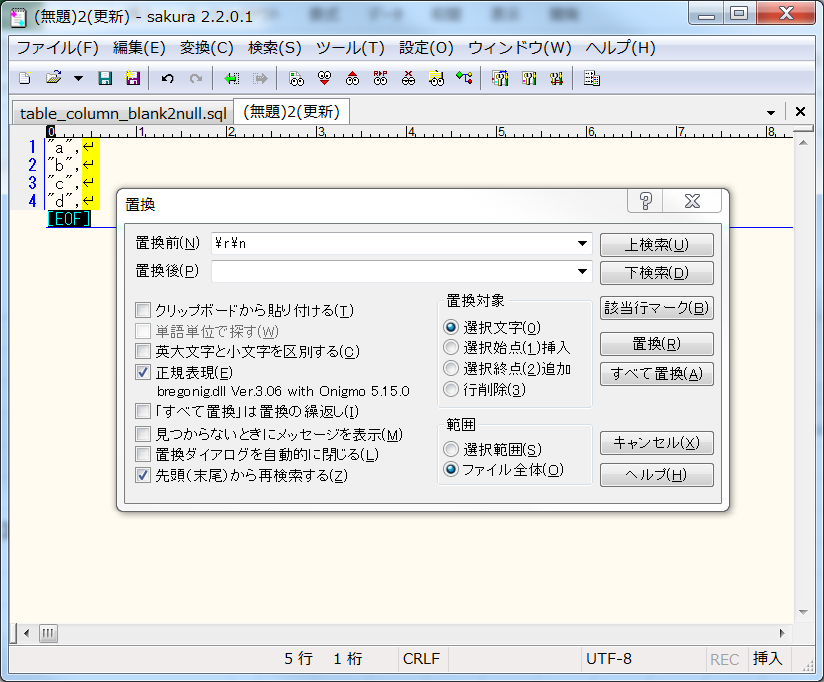 (無題)2(更新) - sakura 2.2.0.1
ファイル(F) 編集(E) 変換(C) 検索(S) ツール(T) 設定(O) ウィンドウ(W) ヘルプ(H)
table_column_blank2null.sql (無題)2(更新)
0 1 2 3 4 5 6 7 8
1 "a",↵
2 "b",↵
3 "c",↵
4 "d",↵
[EOF]
置換
置換前(N) ¥r¥n 上検索(U)
置換後(P) 下検索(D)
クリップボードから貼り付ける(T) 置換対象 該当行マーク(B)
単語単位で探す(W) 選択文字(0)
英大文字と小文字を区別する(C) 選択始点(1)挿入 置換(R)
正規表現(E) 選択終点(2)追加 すべて置換(A)
bregonig.dll Ver.3.06 with Onigmo 5.15.0 行削除(3)
「すべて置換」は置換の繰返し(I)
見つからないときにメッセージを表示(M) 範囲
置換ダイアログを自動的に閉じる(L) 選択範囲(S) キャンセル(X)
先頭(末尾)から再検索する(Z) ファイル全体(O) ヘルプ(H)
5 行 1 桁 CRLF UTF-8 REC 挿入